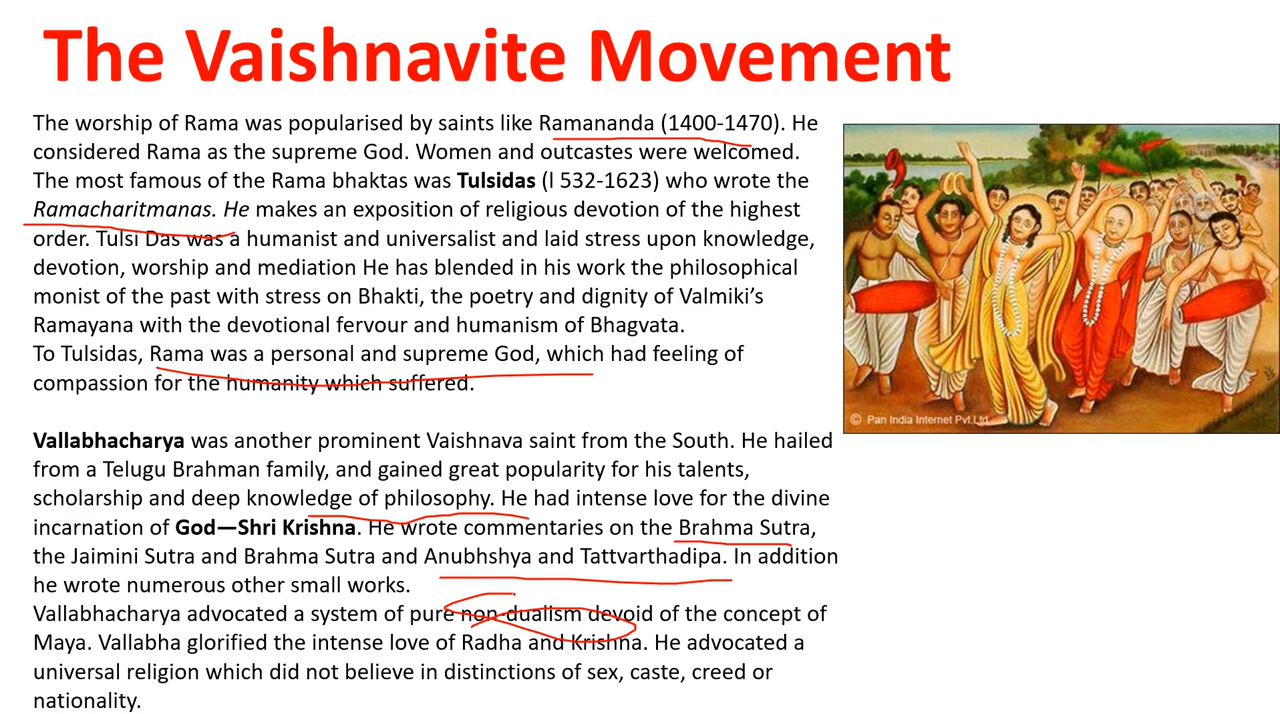 The Vaishnavite Movement
The worship of Rama was popularised by saints like Ramananda (1400-1470). He
considered Rama as the supreme God. Women and outcastes were welcomed.
The most famous of the Rama bhaktas was Tulsidas (l 532-1623) who wrote the
Ramacharitmanas. He makes an exposition of religious devotion of the highest
order. Tulsi Das was a humanist and universalist and laid stress upon knowledge,
devotion, worship and mediation He has blended in his work the philosophical
monist of the past with stress on Bhakti, the poetry and dignity of Valmiki’s
Ramayana with the devotional fervour and humanism of Bhagvata.
To Tulsidas, Rama was a personal and supreme God, which had feeling of
compassion for the humanity which suffered.
Vallabhacharya was another prominent Vaishnava saint from the South. He hailed
from a Telugu Brahman family, and gained great popularity for his talents,
scholarship and deep knowledge of philosophy. He had intense love for the divine
incarnation of God—Shri Krishna. He wrote commentaries on the Brahma Sutra,
the Jaimini Sutra and Brahma Sutra and Anubhshya and Tattvarthadipa. In addition
he wrote numerous other small works.
Vallabhacharya advocated a system of pure non-dualism devoid of the concept of
Maya. Vallabha glorified the intense love of Radha and Krishna. He advocated a
universal religion which did not believe in distinctions of sex, caste, creed or
nationality.
© Pan India Internet Pvt.Ltd.